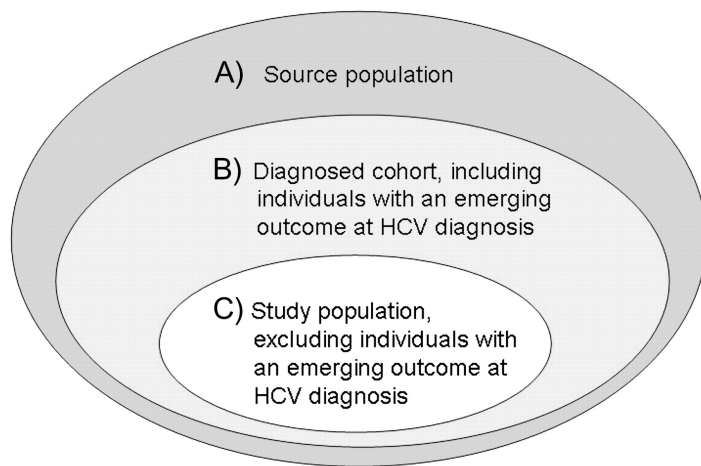 A) Source population
B) Diagnosed cohort, including
individuals with an emerging
outcome at HCV diagnosis
C) Study population,
excluding individuals with
an emerging outcome at
HCV diagnosis